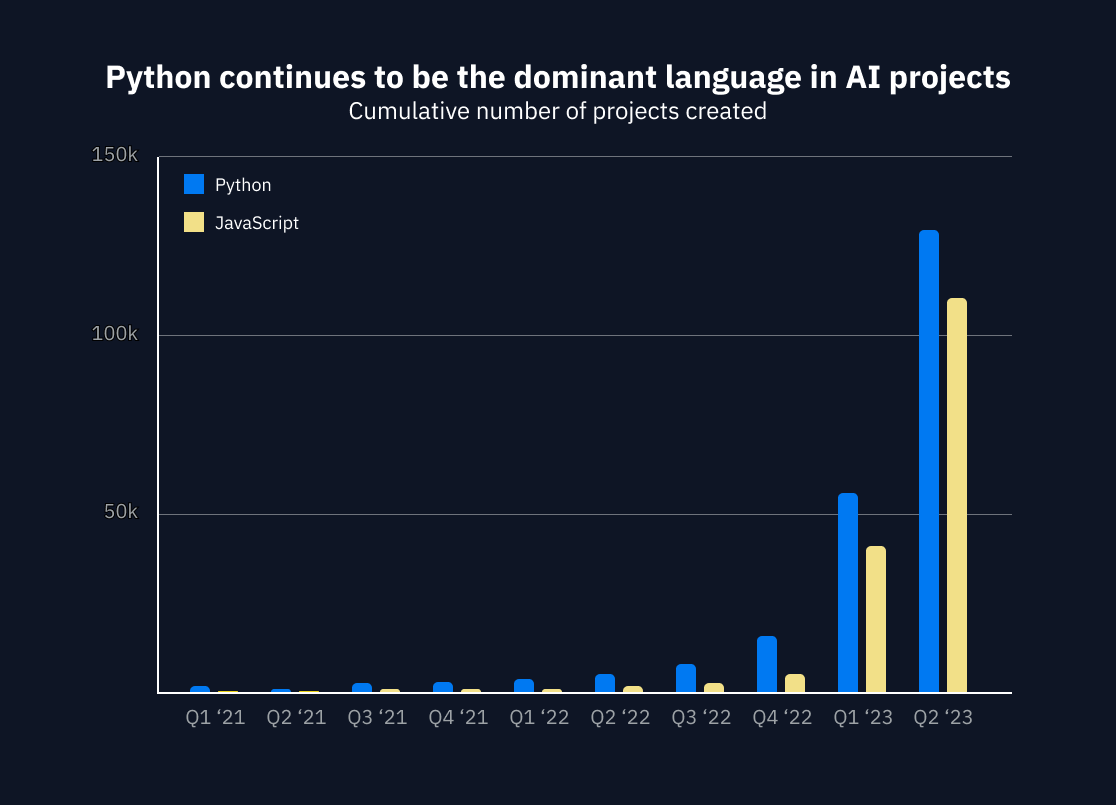 Python continues to be the dominant language in AI projects
Cumulative number of projects created
150k
Python
JavaScript
100k
50k
Q1 ‘21 Q2 ‘21 Q3 ‘21 Q4 ‘21 Q1 ‘22 Q2 ‘22 Q3 ‘22 Q4 ‘22 Q1 ‘23 Q2 ‘23